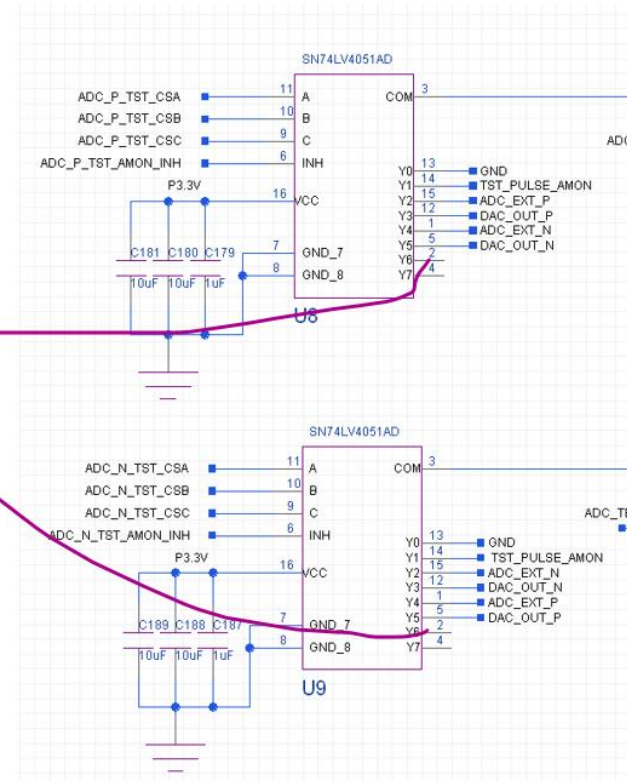 SN74LV4051AD
ADC_P_TST_CSA 11 A COM 3
ADC_P_TST_CSB 10 B
ADC_P_TST_CSC 9 C
ADC_P_TST_AMON_INH 6 INH
Y0 13 GND
Y1 14 TST_PULSE_AMON
P3.3V 16 VCC Y2 15 ADC_EXT_P
Y3 12 DAC_OUT_P
Y4 1 ADC_EXT_N
Y5 5 DAC_OUT_N
C181 C180 C179 7 GND_7 Y6 2
8 GND_8 Y7 4
10uF 10uF 1uF
U8
SN74LV4051AD
ADC_N_TST_CSA 11 A COM 3
ADC_N_TST_CSB 10 B
ADC_N_TST_CSC 9 C
ADC_N_TST_AMON_INH 6 INH
Y0 13 GND
Y1 14 TST_PULSE_AMON
P3.3V 16 VCC Y2 15 ADC_EXT_N
Y3 12 DAC_OUT_N
Y4 1 ADC_EXT_P
Y5 5 DAC_OUT_P
C189 C188 C187 7 GND_7 Y6 2
8 GND_8 Y7 4
10uF 10uF 1uF
U9